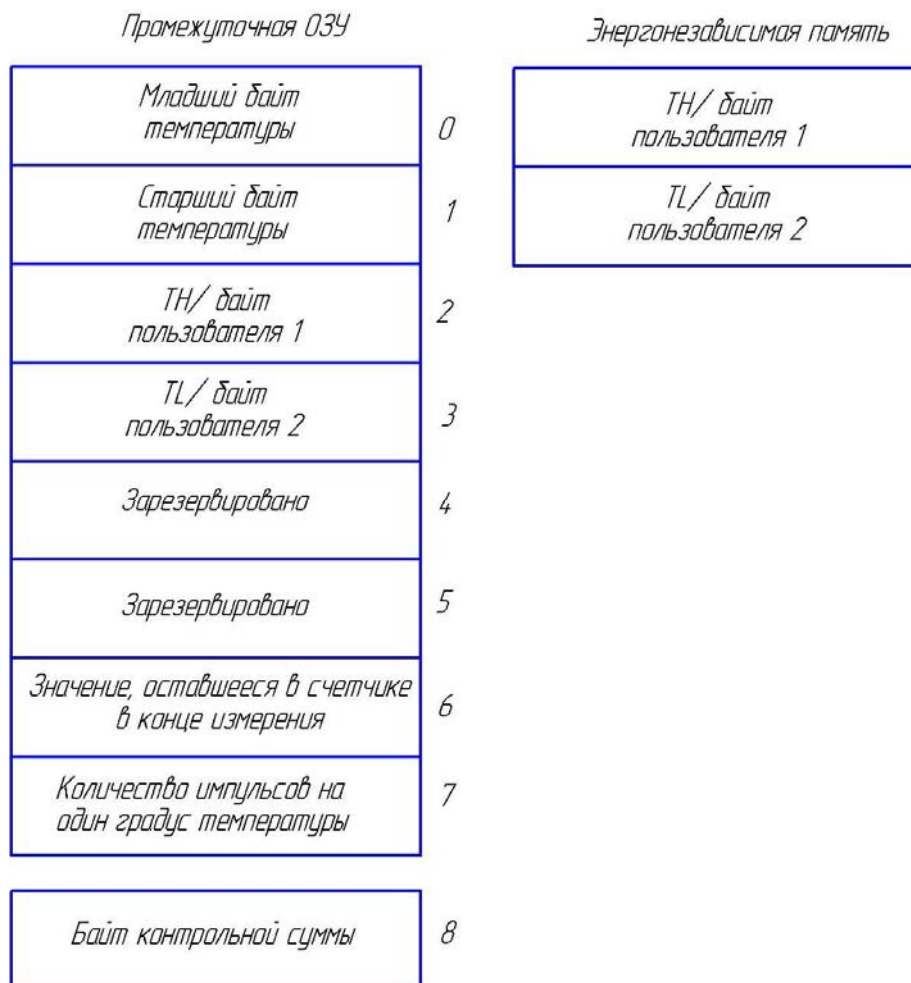 Промежуточная ОЗУ
Младший байт
температуры
0
Старший байт
температуры
1
TH/ байт
пользователя 1
2
TL/ байт
пользователя 2
3
Зарезервировано
4
Зарезервировано
5
Значение, оставшееся в счетчике
в конце измерения
6
Количество импульсов на
один градус температуры
7
Байт контрольной суммы
8
Энергонезависимая память
TH/ байт
пользователя 1
TL/ байт
пользователя 2